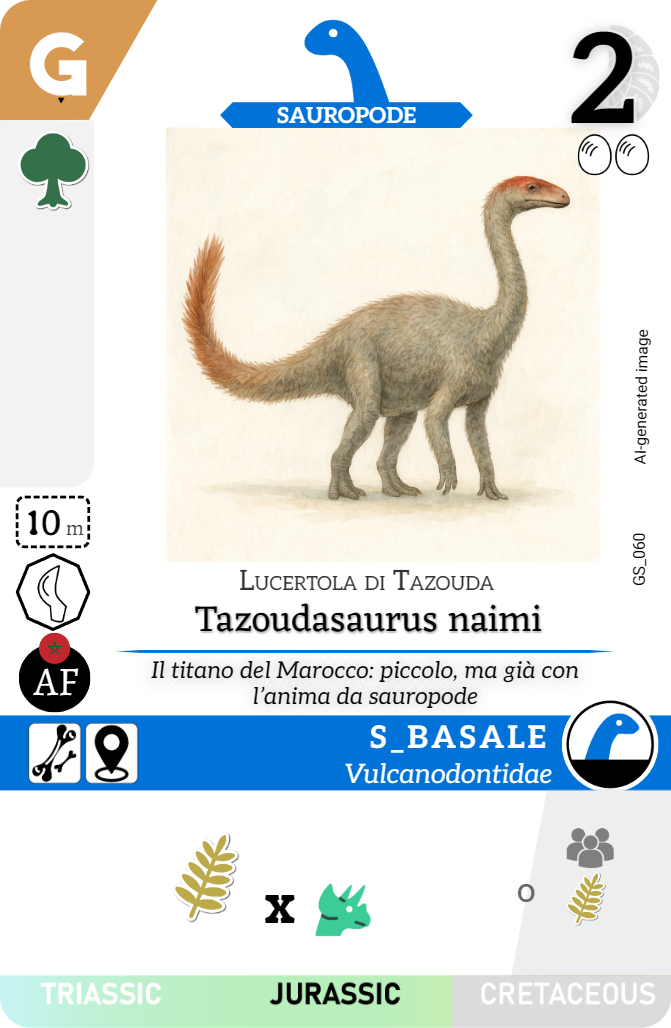 G
SAUROPODE
2
AI-generated image
GS_060
10 m
AF
Lucertola di Tazouda
Tazoudasaurus naimi
Il titano del Marocco: piccolo, ma già con
l'anima da sauropode
S_BASALE
Vulcanodontidae
x
o
TRIASSIC JURASSIC CRETACEOUS